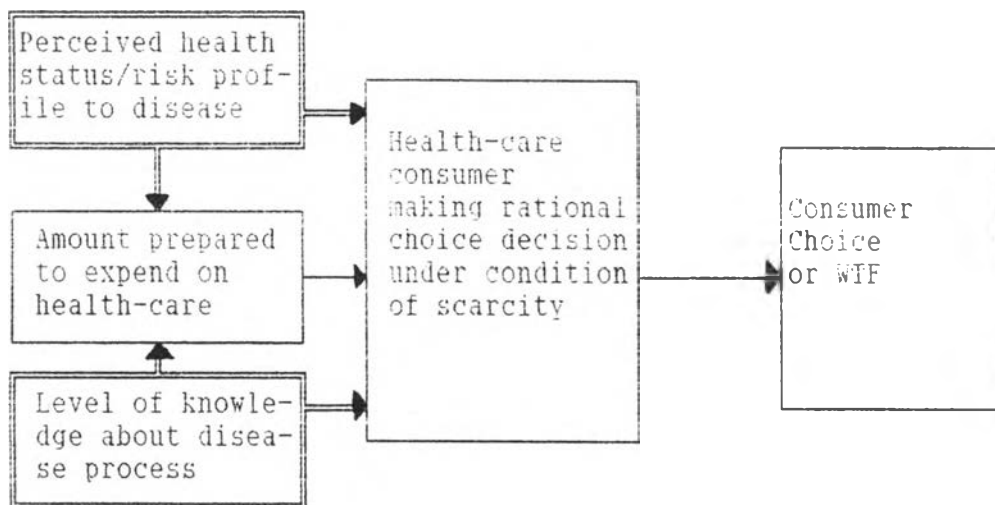 Perceived health
status/risk prof-
ile to disease
Amount prepared
to expend on
health-care
Level of knowle-
dge about disea-
se process
Health-care
consumer
making rational
choice decision
under condition
of scarcity
Consumer
Choice
or WTF